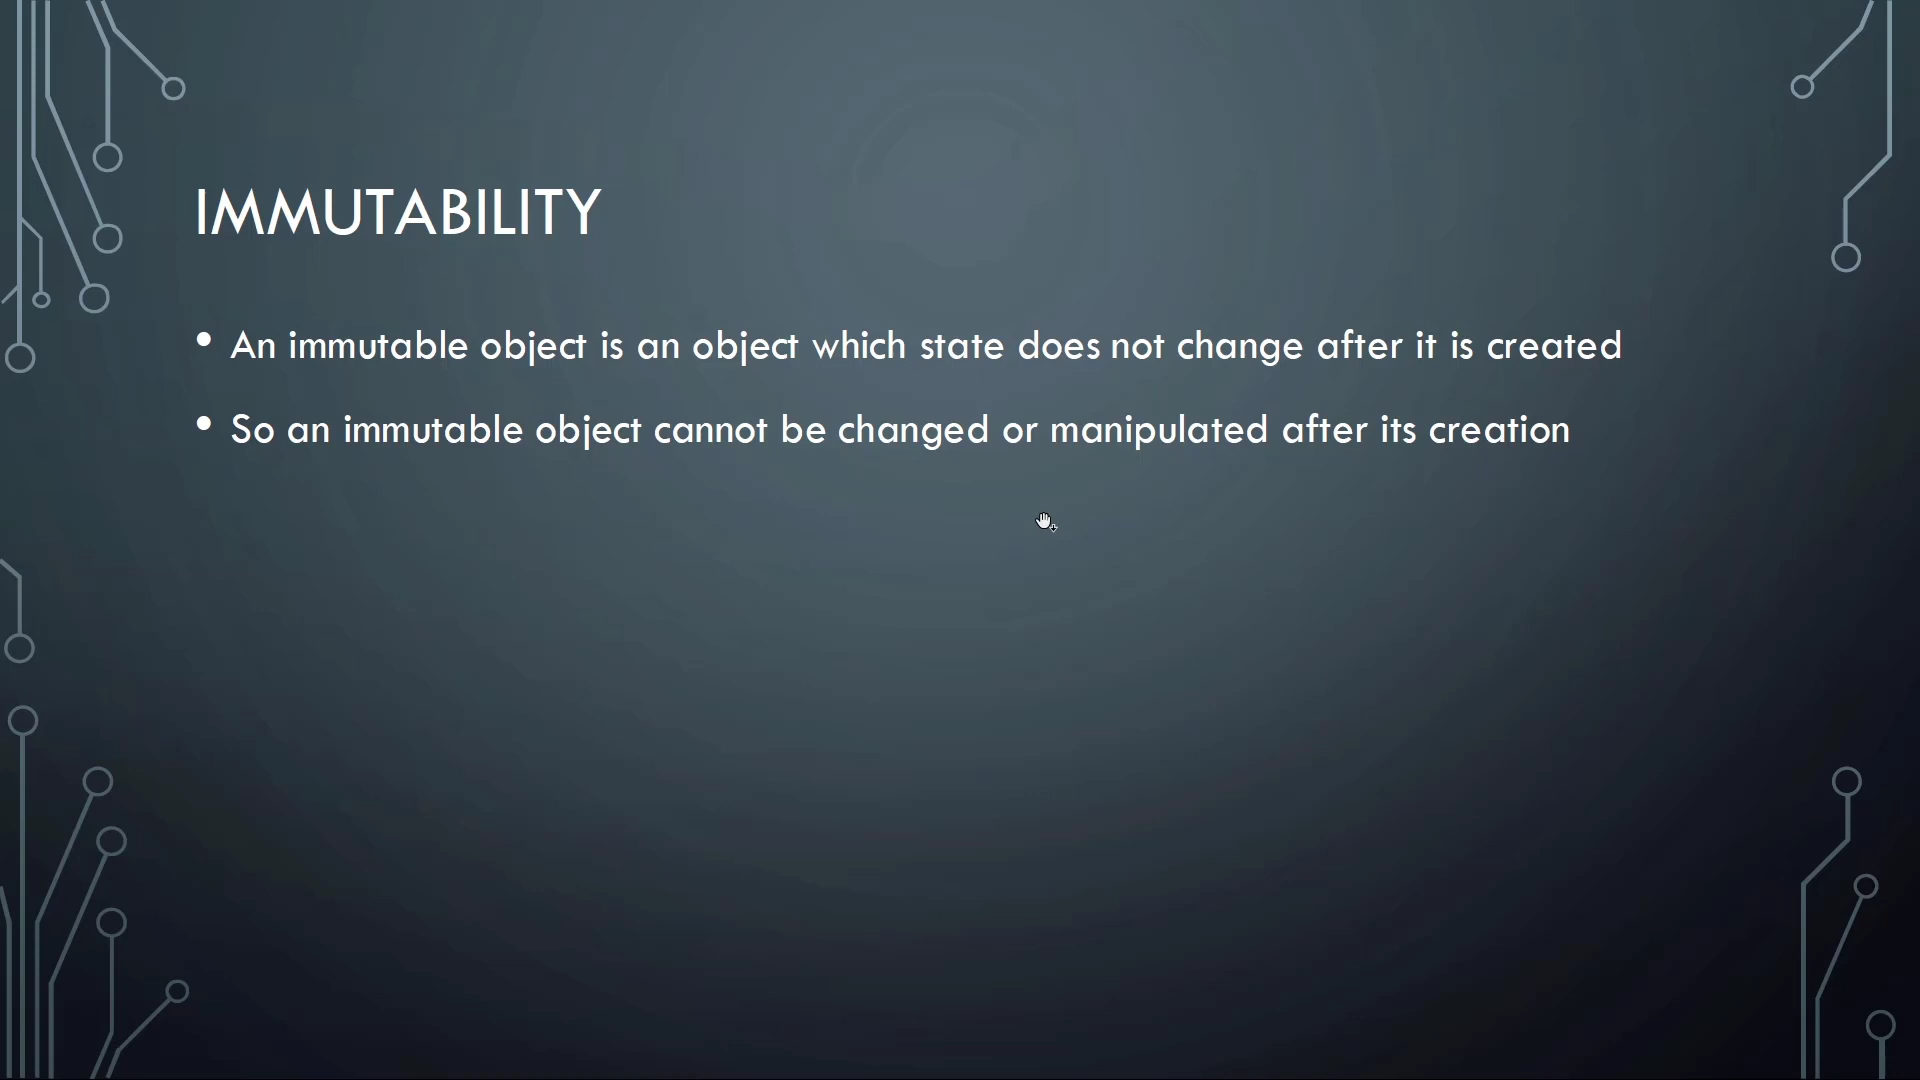 IMMUTABILITY
• An immutable object is an object which state does not change after it is created
• So an immutable object cannot be changed or manipulated after its creation